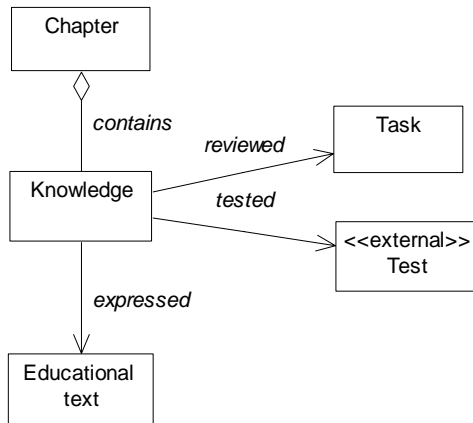 Chapter
contains
reviewed
Task
Knowledge
tested
<<external>>
Test
expressed
Educational
text